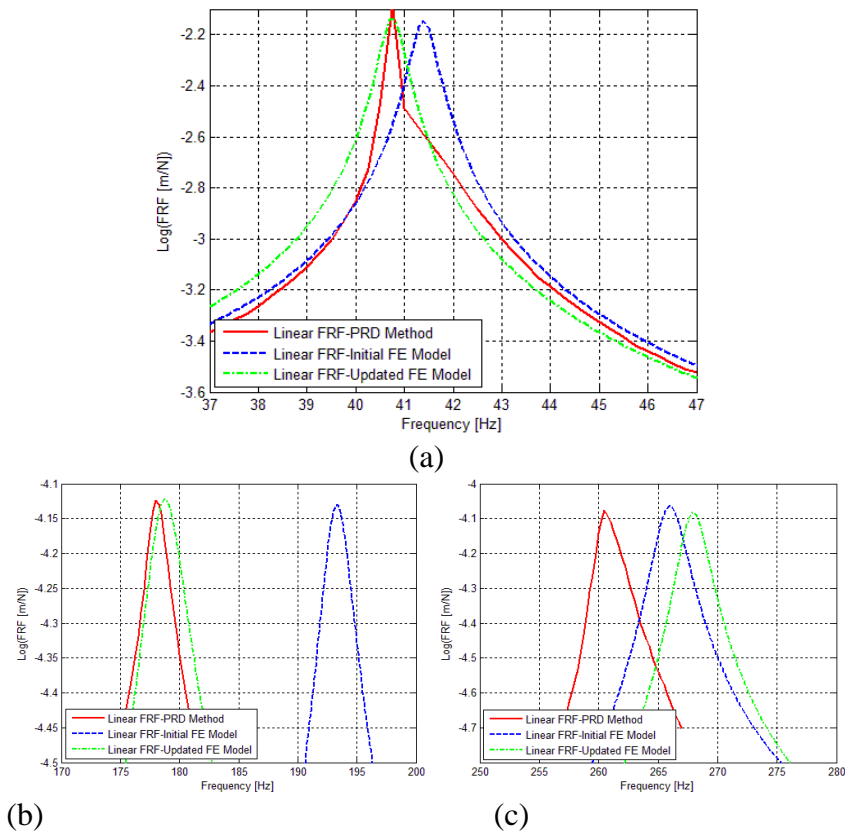 -2.2
-2.4
-2.6
-2.8
-3
-3.2
-3.4
-3.6
Log(FRF [m/N])
Linear FRF-PRD Method
Linear FRF-Initial FE Model
Linear FRF-Updated FE Model
37 38 39 40 41 42 43 44 45 46 47
Frequency [Hz]
(a)
-4.1
-4.15
-4.2
-4.25
-4.3
-4.35
-4.4
-4.45
-4.5
Log(FRF [m/N])
Linear FRF-PRD Method
Linear FRF-Initial FE Model
Linear FRF-Updated FE Model
170 175 180 185 190 195 200
Frequency [Hz]
(b)
-4
-4.1
-4.2
-4.3
-4.4
-4.5
-4.6
-4.7
Log(FRF [m/N])
Linear FRF-PRD Method
Linear FRF-Initial FE Model
Linear FRF-Updated FE Model
250 255 260 265 270 275 280
Frequency [Hz]
(c)